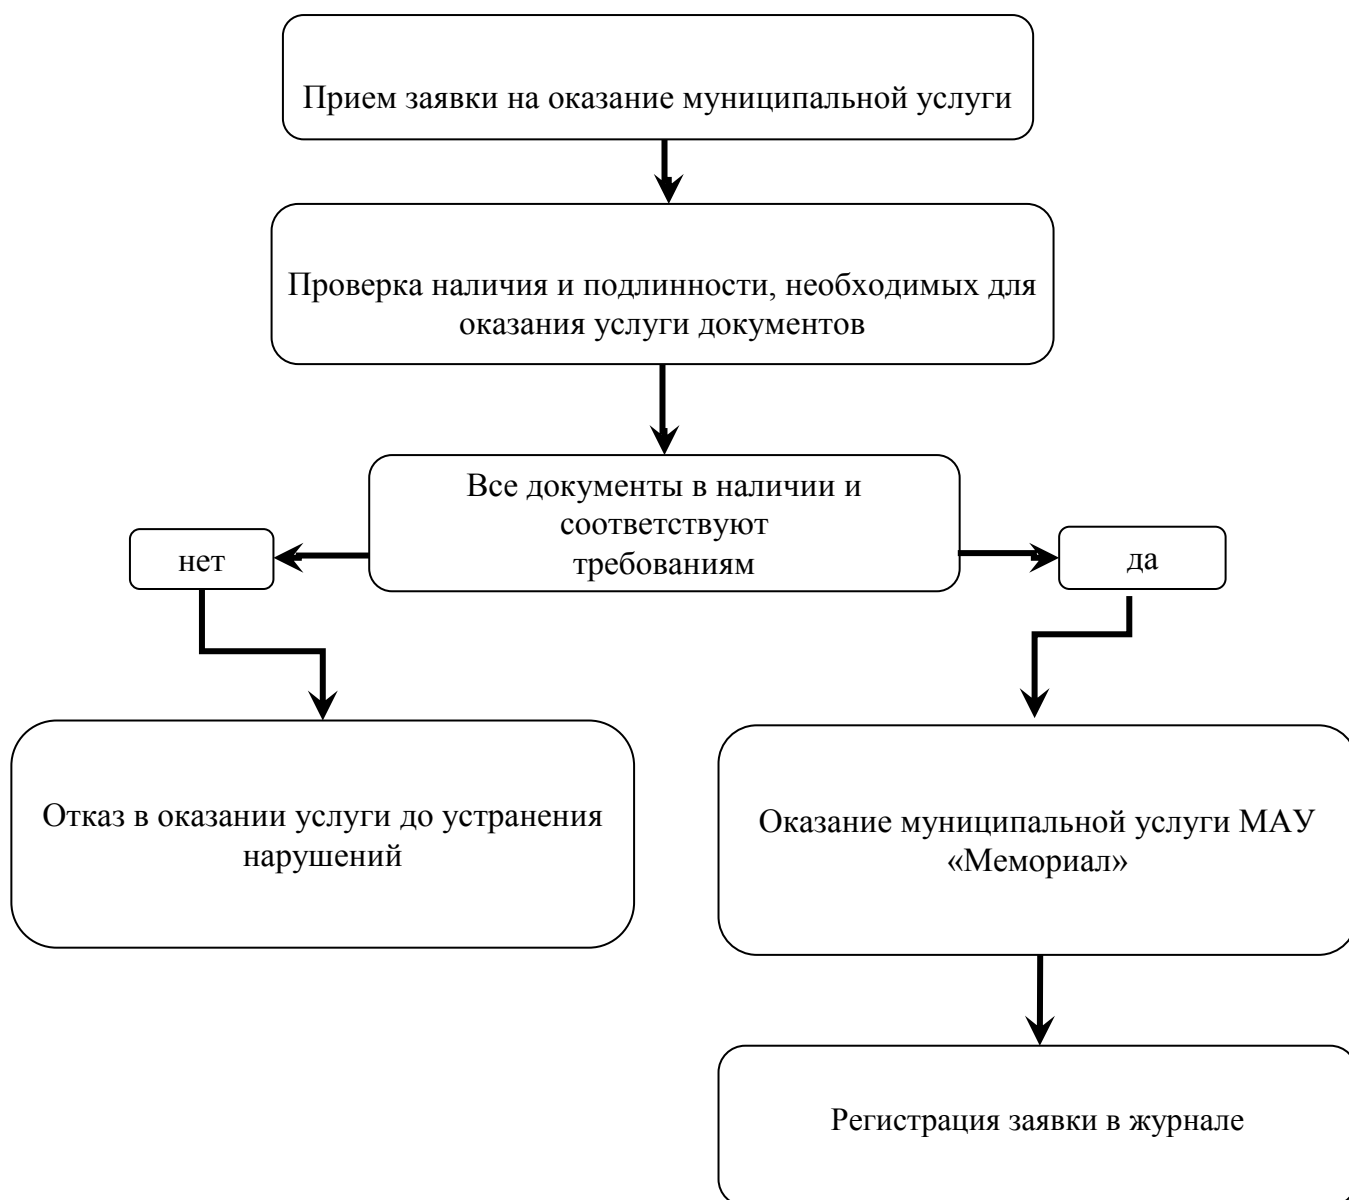 Прием заявки на оказание муниципальной услуги
Проверка наличия и подлинности, необходимых для
оказания услуги документов
Все документы в наличии и
соответствуют
требованиям
нет
да
Отказ в оказании услуги до устранения
нарушений
Оказание муниципальной услуги МАУ
«Мемориал»
Регистрация заявки в журнале